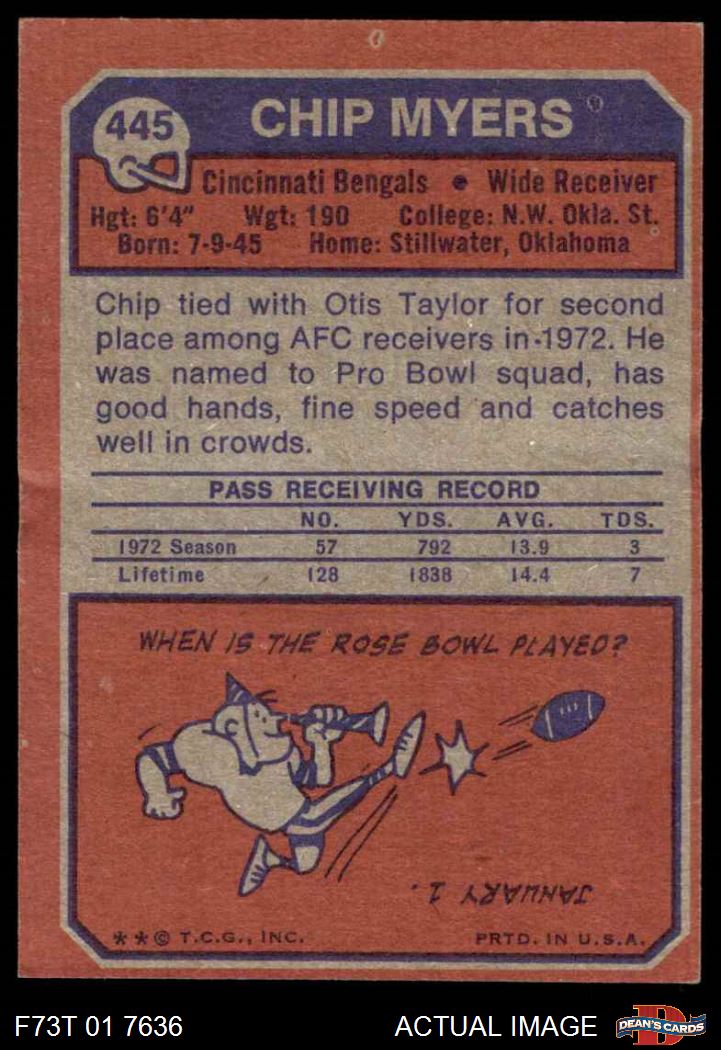 445
CHIP MYERS
Cincinnati Bengals • Wide Receiver
Hgt: 6'4" Wgt: 190 College: N.W. Okla. St.
Born: 7-9-45 Home: Stillwater, Oklahoma
Chip tied with Otis Taylor for second
place among AFC receivers in-1972. He
was named to Pro Bowl squad, has
good hands, fine speed and catches
well in crowds.
PASS RECEIVING RECORD
NO. YDS. AVG. TDS.
1972 Season 57 792 13.9 3
Lifetime 128 1838 14.4 7
WHEN IS THE ROSE BOWL PLAYED?
JANUARY 1.
**© T.C.G., INC. PRTD. IN U.S.A.
F73T 01 7636 ACTUAL IMAGE D DEAN'S CARDS